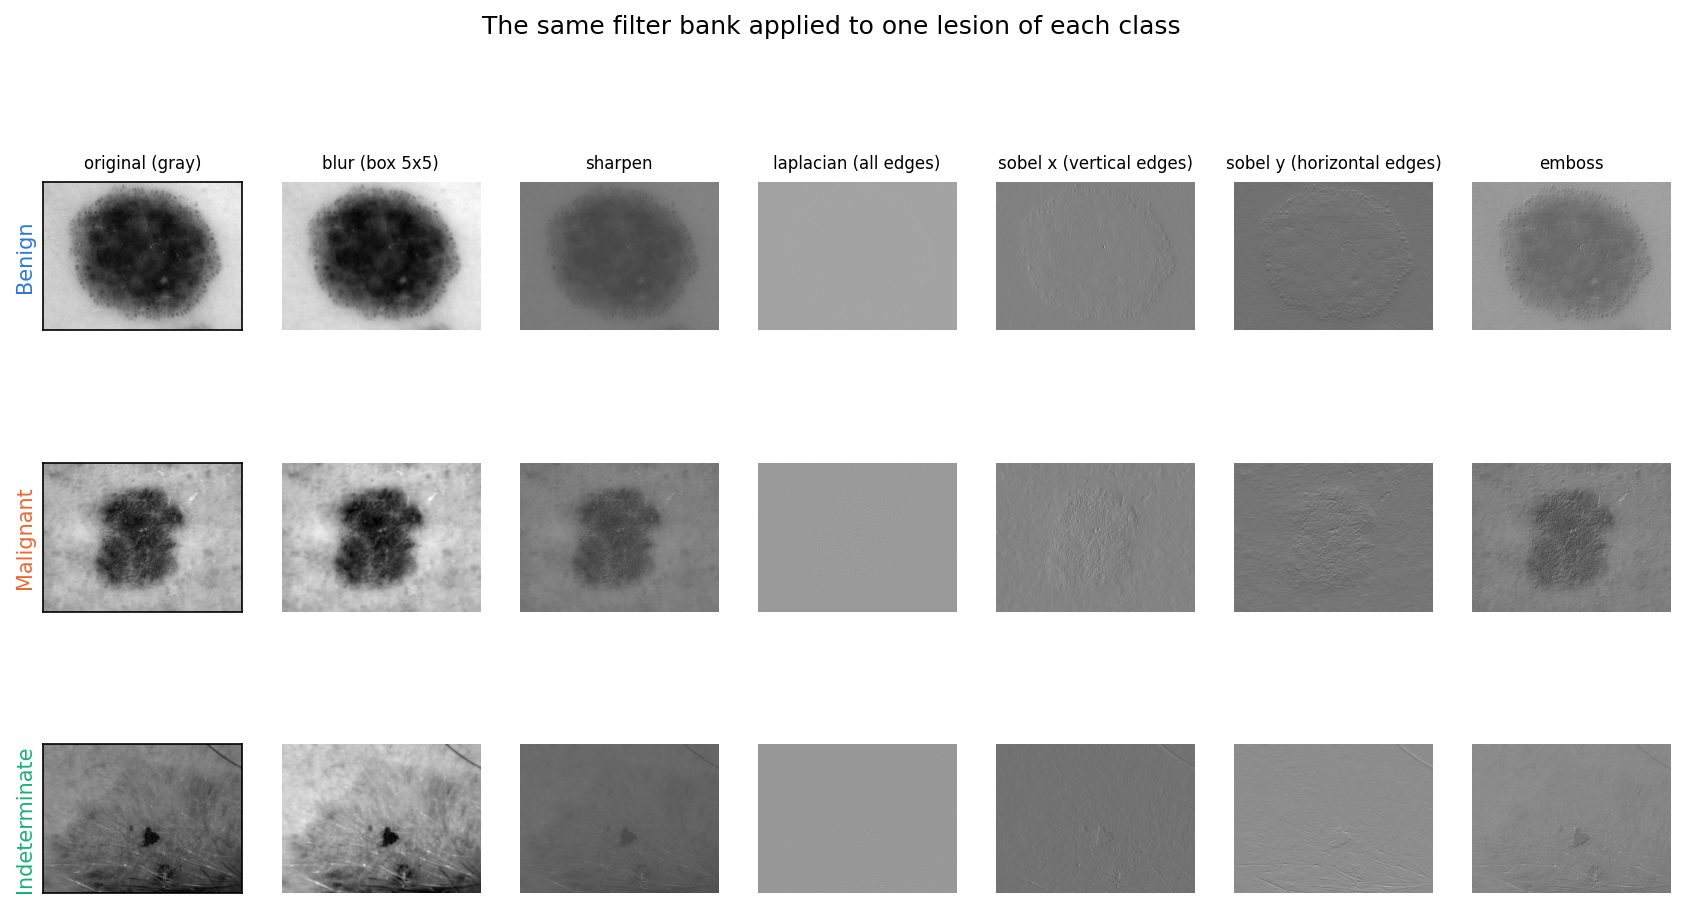 The same filter bank applied to one lesion of each class
original (gray)
blur (box 5x5)
sharpen
laplacian (all edges)
sobel x (vertical edges)
sobel y (horizontal edges)
emboss
Benign
Malignant
Indeterminate